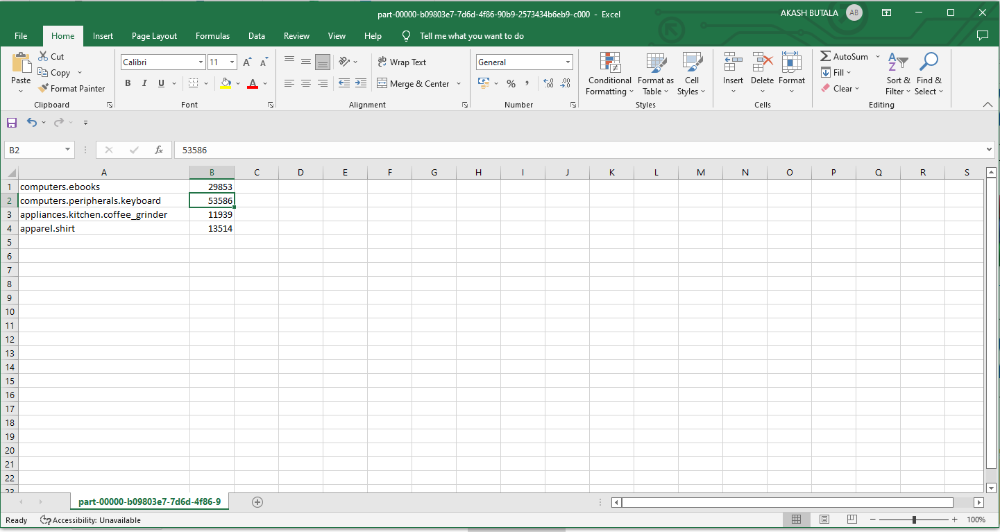 part-00000-b09803e7-7d6d-4f86-90b9-2573434b6eb9-c000 - Excel
AKASH BUTALA AB
File Home Insert Page Layout Formulas Data Review View Help Tell me what you want to do
Paste
Cut
Copy
Format Painter
Clipboard
Calibri 11
B I U
Font
Wrap Text
Merge & Center
Alignment
General
Number
Conditional Formatting
Format as Table
Cell Styles
Styles
Insert Delete Format
Cells
AutoSum
Fill
Clear
Sort & Filter
Find & Select
Editing
B2 fx 53586
A B C D E F G H I J K L M N O P Q R S
1 computers.ebooks 29853
2 computers.peripherals.keyboard 53586
3 appliances.kitchen.coffee_grinder 11939
4 apparel.shirt 13514
5
6
7
8
9
10
11
12
13
14
15
16
17
18
19
20
21
22
23
part-00000-b09803e7-7d6d-4f86-9
Ready Accessibility: Unavailable 100%